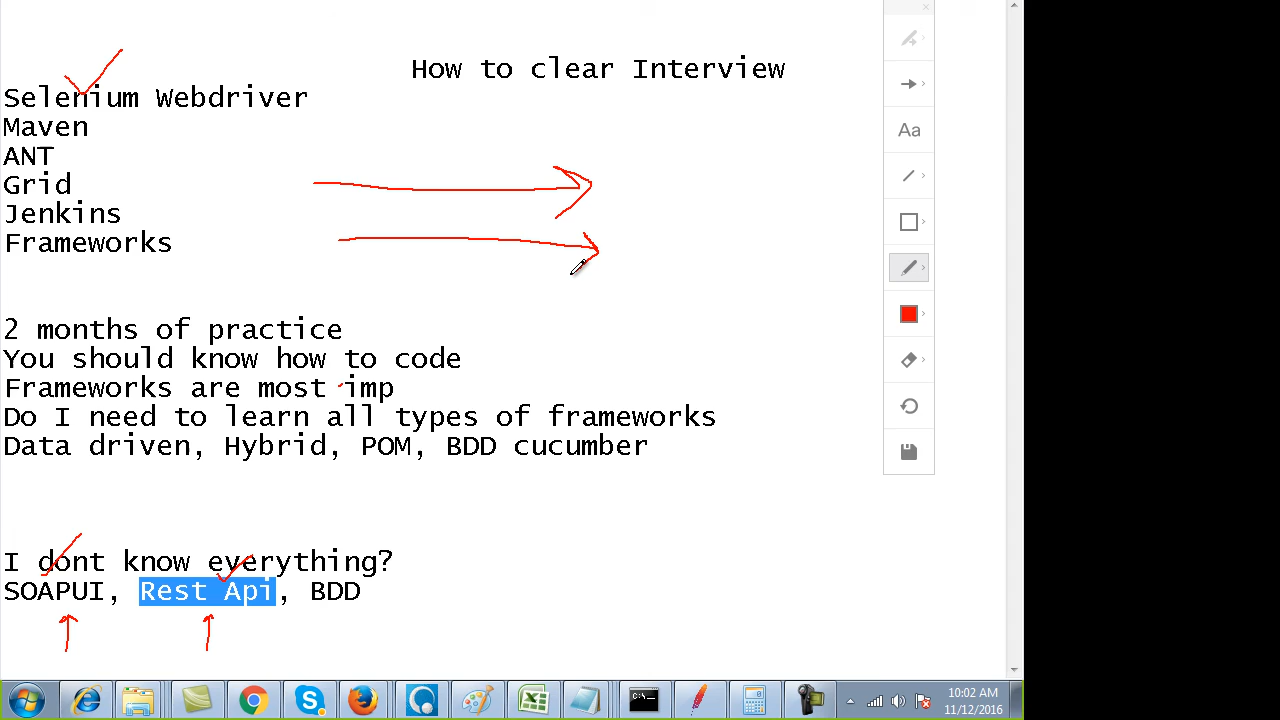 How to clear Interview
Selenium Webdriver
Maven
ANT
Grid
Jenkins
Frameworks
2 months of practice
You should know how to code
Frameworks are most imp
Do I need to learn all types of frameworks
Data driven, Hybrid, POM, BDD cucumber
I dont know everything?
SOAPUI, Rest Api, BDD
Aa
C:\_
10:02 AM
11/12/2016